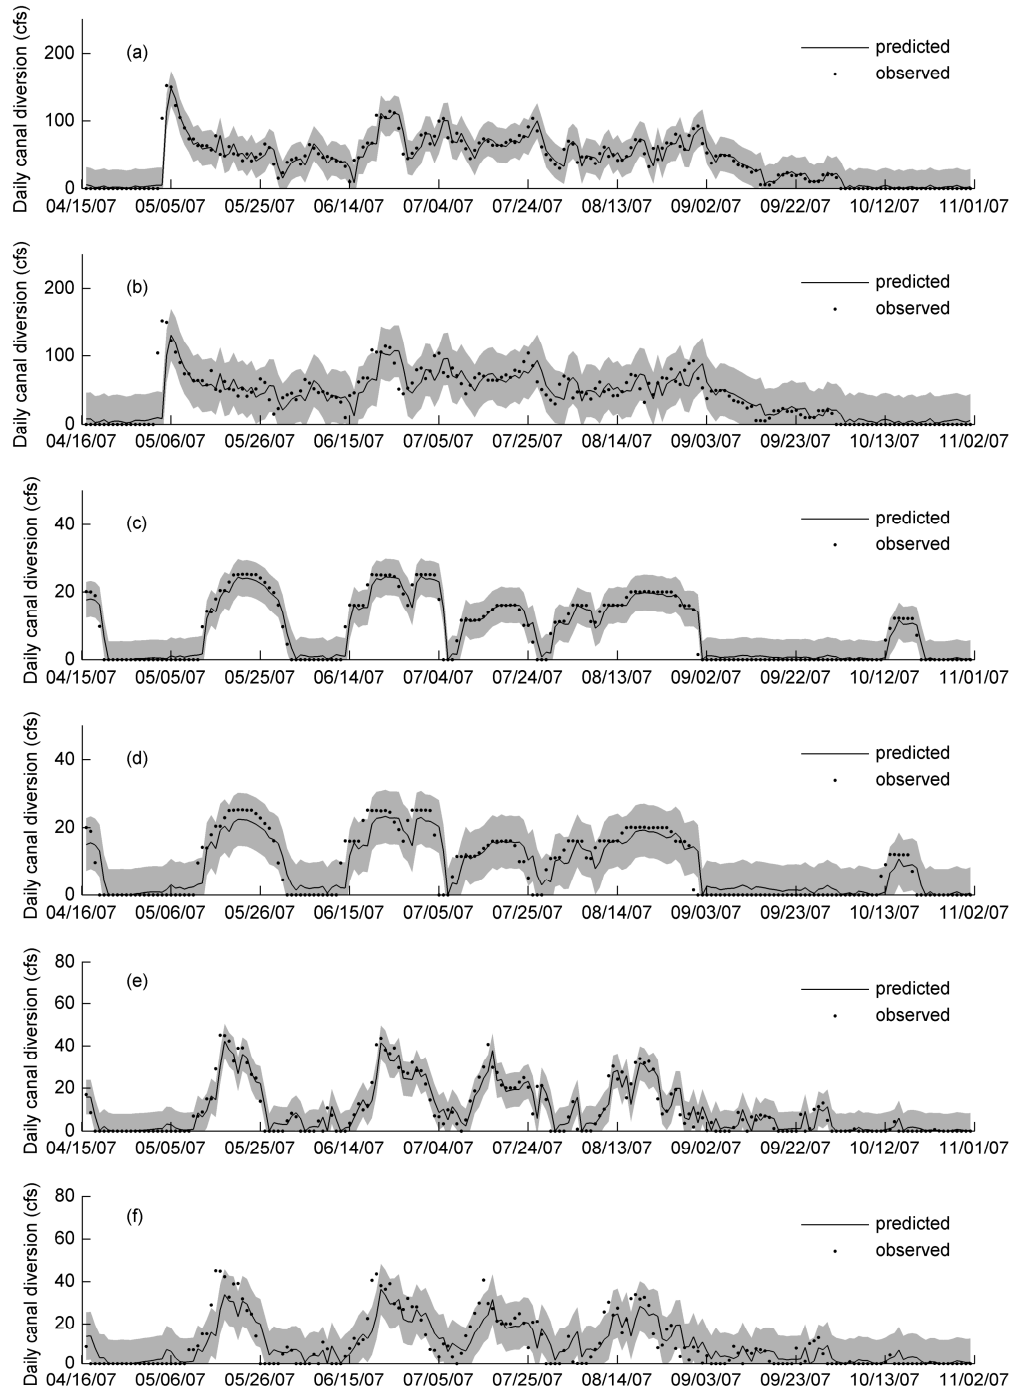 Daily canal diversion (cfs)
(a)
predicted
observed
200
100
0
04/15/07 05/05/07 05/25/07 06/14/07 07/04/07 07/24/07 08/13/07 09/02/07 09/22/07 10/12/07 11/01/07
Daily canal diversion (cfs)
(b)
predicted
observed
200
100
0
04/16/07 05/06/07 05/26/07 06/15/07 07/05/07 07/25/07 08/14/07 09/03/07 09/23/07 10/13/07 11/02/07
Daily canal diversion (cfs)
(c)
predicted
observed
40
20
0
04/15/07 05/05/07 05/25/07 06/14/07 07/04/07 07/24/07 08/13/07 09/02/07 09/22/07 10/12/07 11/01/07
Daily canal diversion (cfs)
(d)
predicted
observed
40
20
0
04/16/07 05/06/07 05/26/07 06/15/07 07/05/07 07/25/07 08/14/07 09/03/07 09/23/07 10/13/07 11/02/07
Daily canal diversion (cfs)
(e)
predicted
observed
80
60
40
20
0
04/15/07 05/05/07 05/25/07 06/14/07 07/04/07 07/24/07 08/13/07 09/02/07 09/22/07 10/12/07 11/01/07
Daily canal diversion (cfs)
(f)
predicted
observed
80
60
40
20
0
04/16/07 05/06/07 05/26/07 06/15/07 07/05/07 07/25/07 08/14/07 09/03/07 09/23/07 10/13/07 11/02/07